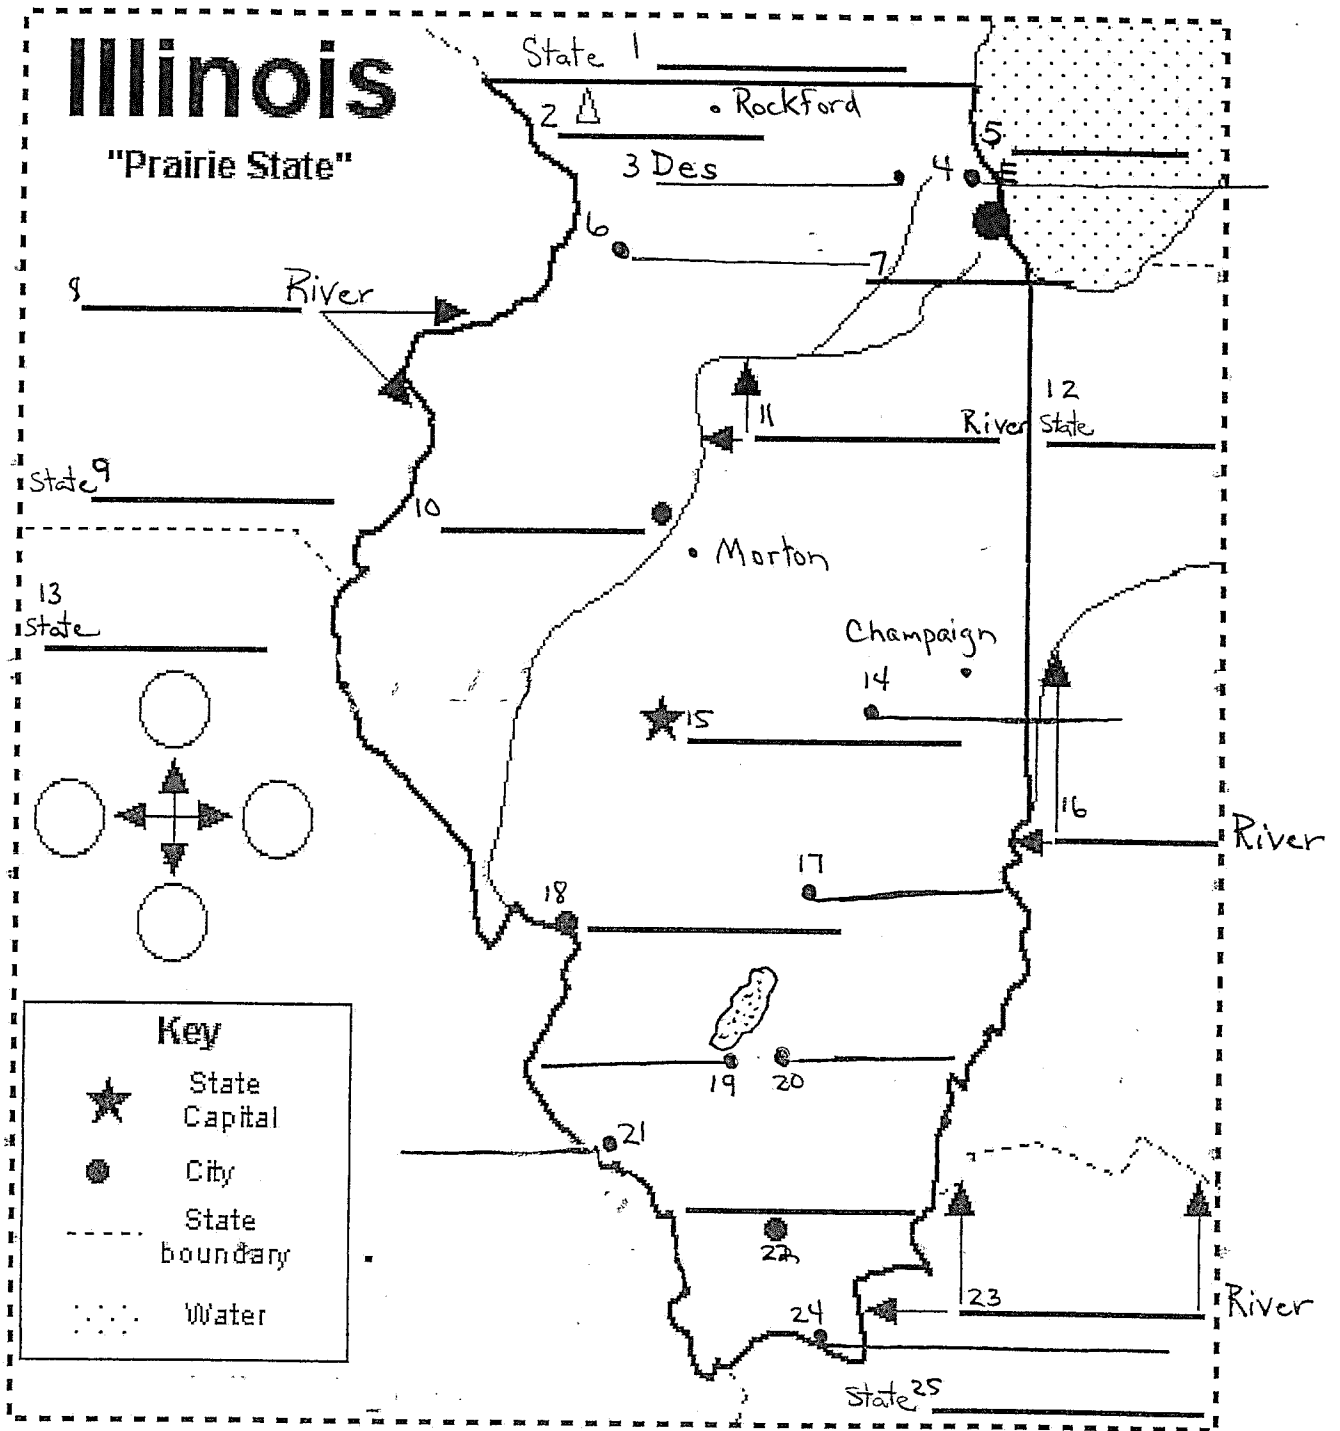 Illinois
"Prairie State"
State 1
2
Rockford
3 Des
4
5
E
6
7
8
River
State 9
10
11
River
12
State
Morton
13
State
Champaign
14
15
16
River
17
18
19
20
21
22
23
River
24
State 25
Key
State
Capital
City
State
boundary
Water